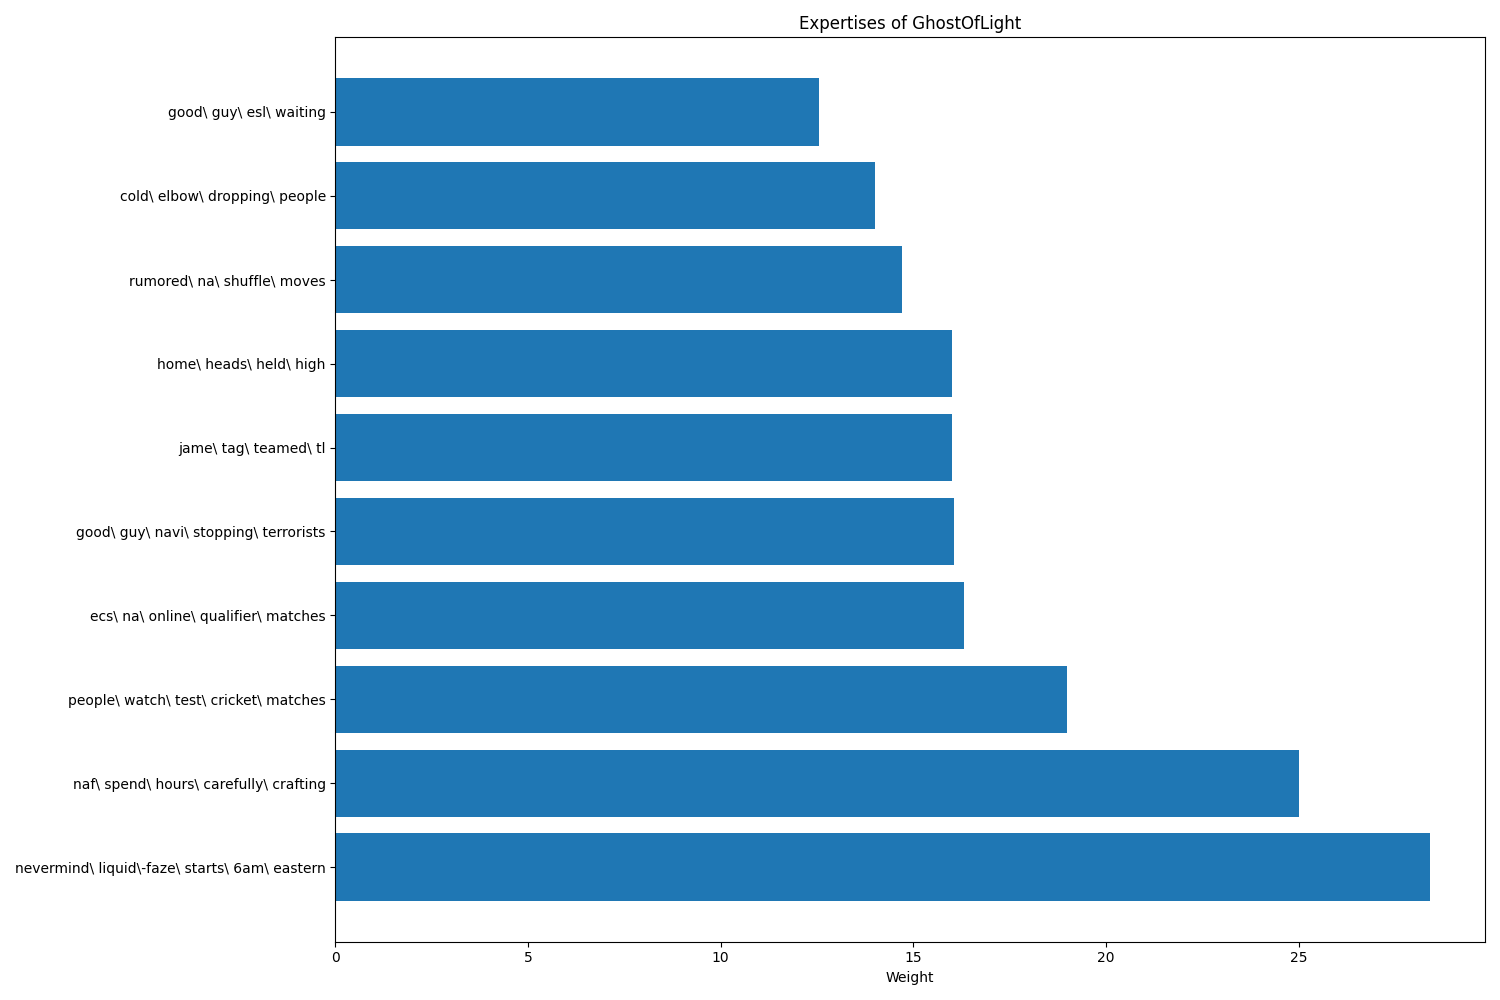 Expertises of GhostOfLight
good\ guy\ esl\ waiting
cold\ elbow\ dropping\ people
rumored\ na\ shuffle\ moves
home\ heads\ held\ high
jame\ tag\ teamed\ tl
good\ guy\ navi\ stopping\ terrorists
ecs\ na\ online\ qualifier\ matches
people\ watch\ test\ cricket\ matches
naf\ spend\ hours\ carefully\ crafting
nevermind\ liquid\-faze\ starts\ 6am\ eastern
0 5 10 15 20 25
Weight